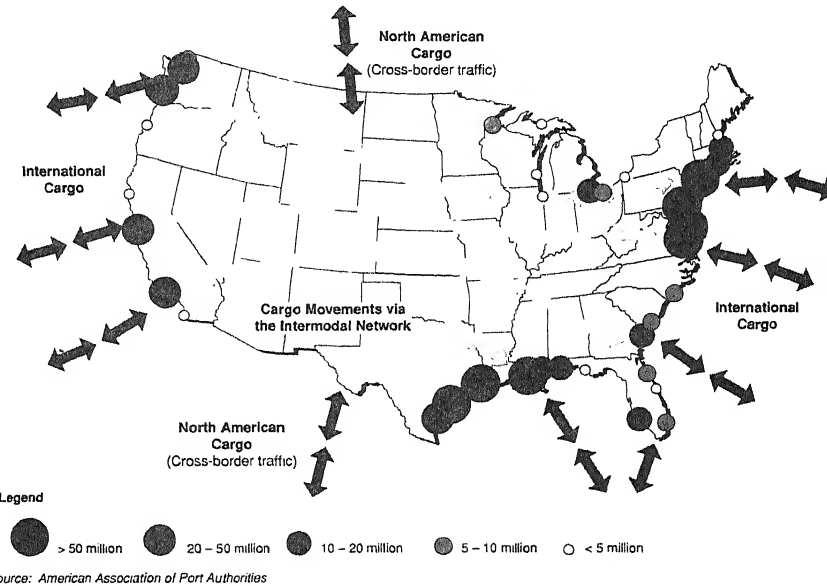 North American
Cargo
(Cross-border traffic)
International
Cargo
Cargo Movements via
the Intermodal Network
International
Cargo
North American
Cargo
(Cross-border traffic)
Legend
> 50 million
20 – 50 million
10 – 20 million
5 – 10 million
< 5 million
ource: American Association of Port Authorities